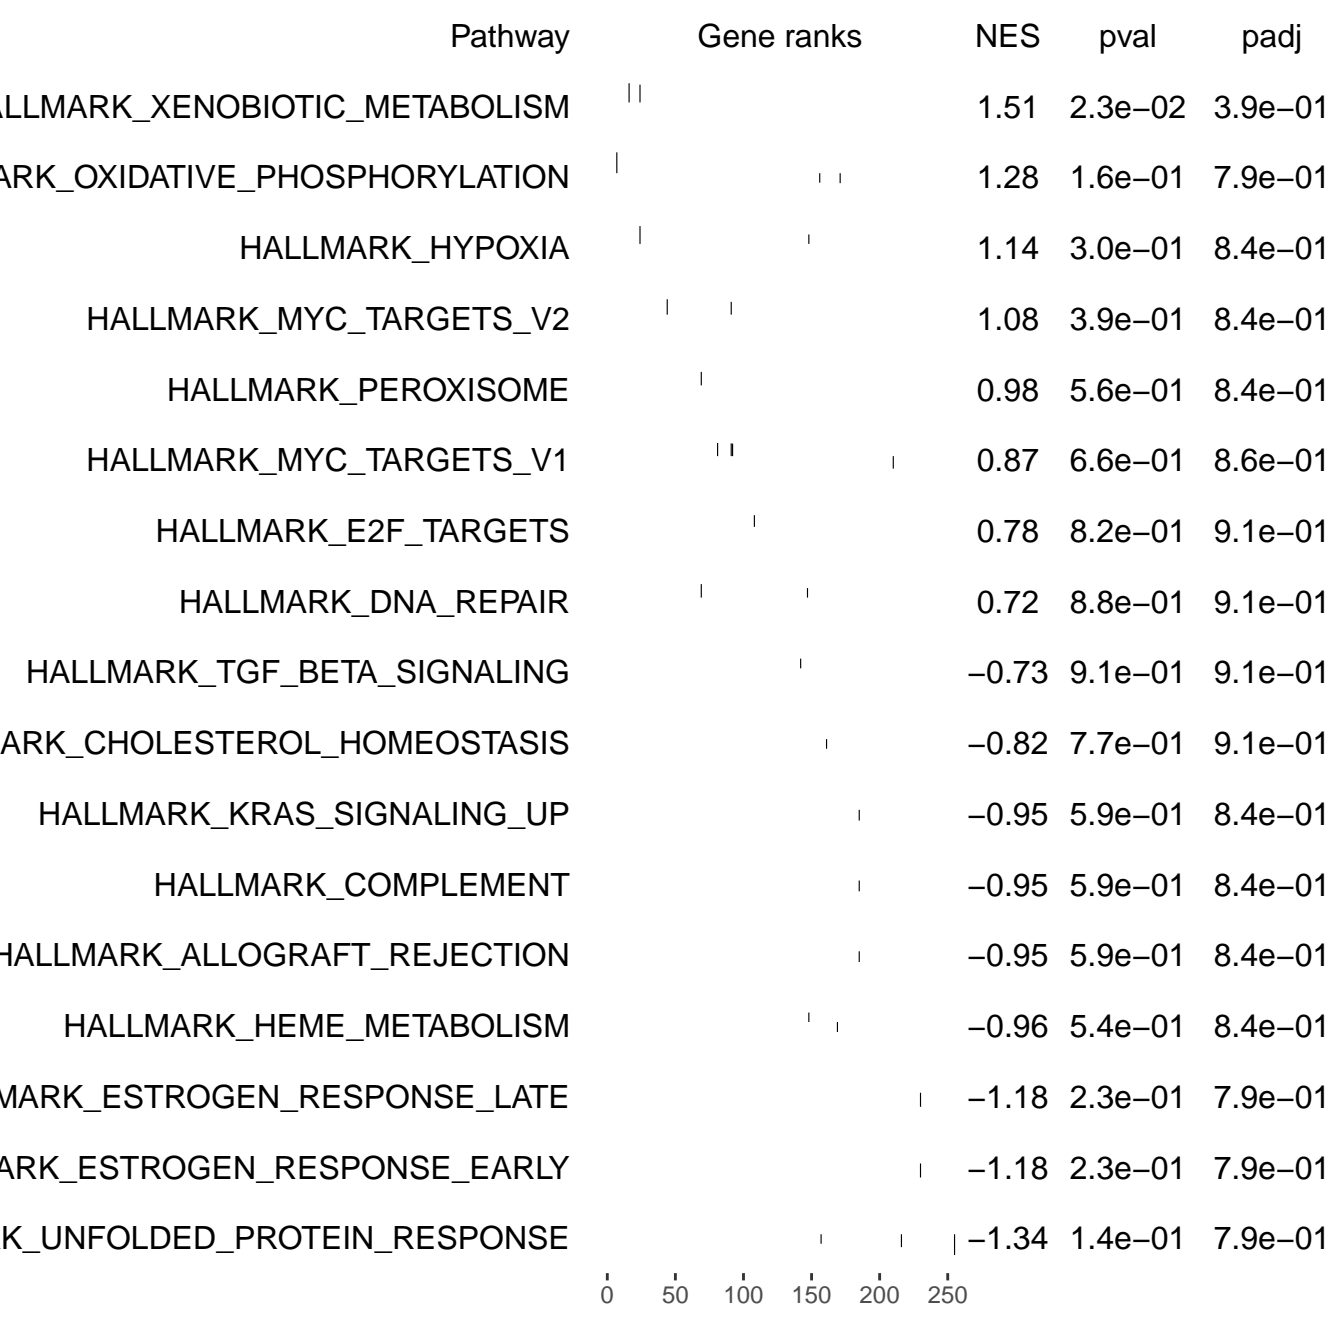 Pathway Gene ranks NES pval padj
ALLMARK_XENOBIOTIC_METABOLISM 1.51 2.3e−02 3.9e−01
ARK_OXIDATIVE_PHOSPHORYLATION 1.28 1.6e−01 7.9e−01
HALLMARK_HYPOXIA 1.14 3.0e−01 8.4e−01
HALLMARK_MYC_TARGETS_V2 1.08 3.9e−01 8.4e−01
HALLMARK_PEROXISOME 0.98 5.6e−01 8.4e−01
HALLMARK_MYC_TARGETS_V1 0.87 6.6e−01 8.6e−01
HALLMARK_E2F_TARGETS 0.78 8.2e−01 9.1e−01
HALLMARK_DNA_REPAIR 0.72 8.8e−01 9.1e−01
HALLMARK_TGF_BETA_SIGNALING −0.73 9.1e−01 9.1e−01
ARK_CHOLESTEROL_HOMEOSTASIS −0.82 7.7e−01 9.1e−01
HALLMARK_KRAS_SIGNALING_UP −0.95 5.9e−01 8.4e−01
HALLMARK_COMPLEMENT −0.95 5.9e−01 8.4e−01
HALLMARK_ALLOGRAFT_REJECTION −0.95 5.9e−01 8.4e−01
HALLMARK_HEME_METABOLISM −0.96 5.4e−01 8.4e−01
MARK_ESTROGEN_RESPONSE_LATE −1.18 2.3e−01 7.9e−01
ARK_ESTROGEN_RESPONSE_EARLY −1.18 2.3e−01 7.9e−01
K_UNFOLDED_PROTEIN_RESPONSE −1.34 1.4e−01 7.9e−01
0 50 100 150 200 250